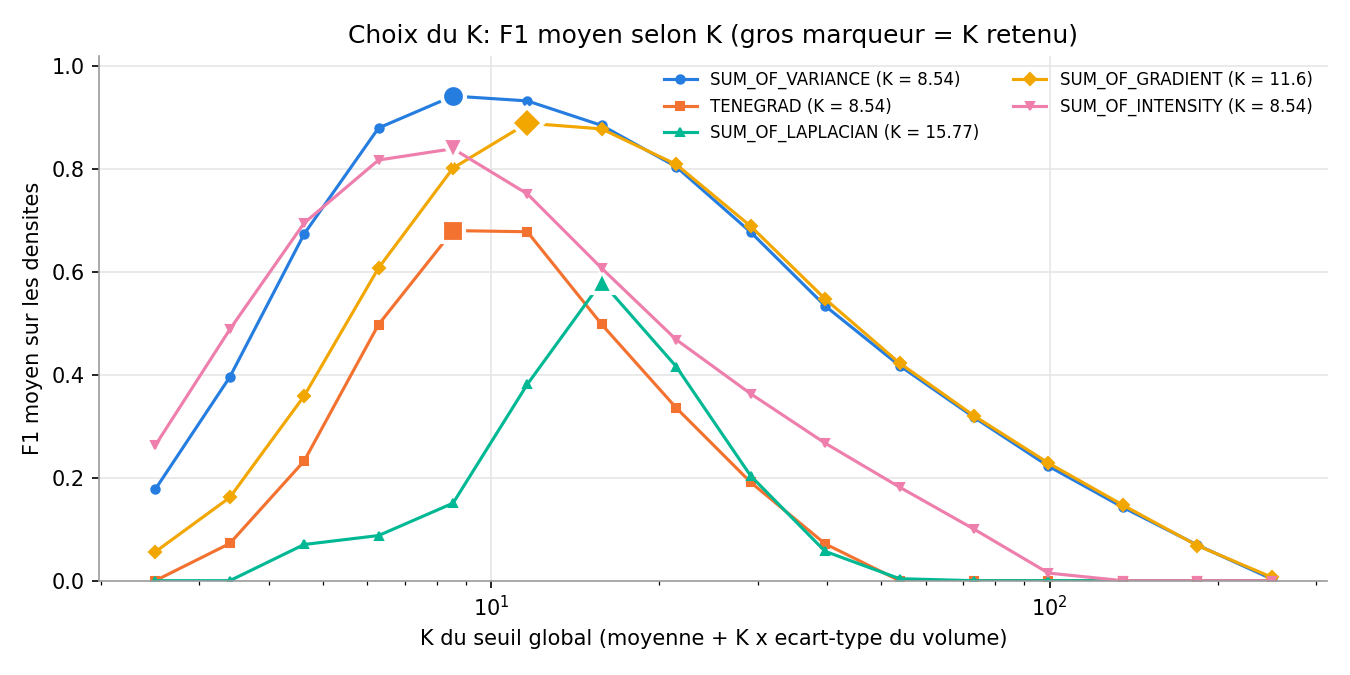 Choix du K: F1 moyen selon K (gros marqueur = K retenu)
SUM_OF_VARIANCE (K = 8.54)
TENEGRAD (K = 8.54)
SUM_OF_LAPLACIAN (K = 15.77)
SUM_OF_GRADIENT (K = 11.6)
SUM_OF_INTENSITY (K = 8.54)
F1 moyen sur les densites
1.0
0.8
0.6
0.4
0.2
0.0
10¹
10²
K du seuil global (moyenne + K x ecart-type du volume)